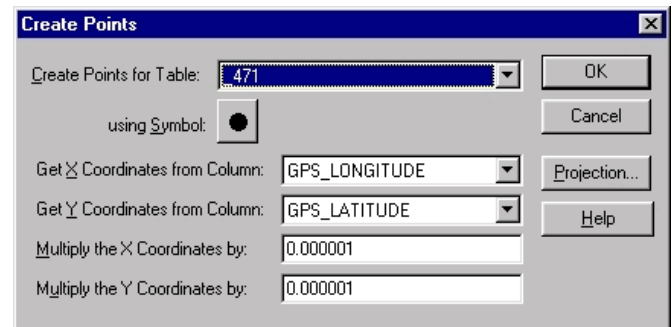 Create Points
Create Points for Table: _471
OK
using Symbol:
Cancel
Get X Coordinates from Column: GPS_LONGITUDE
Projection...
Get Y Coordinates from Column: GPS_LATITUDE
Help
Multiply the X Coordinates by: 0.000001
Multiply the Y Coordinates by: 0.000001